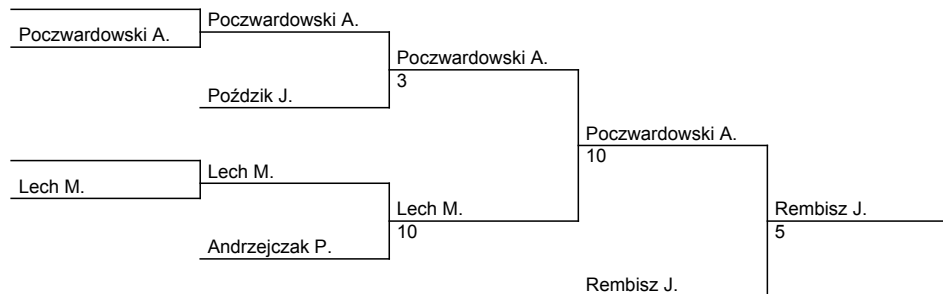 Poczwardowski A.
Poczwardowski A.
Poczwardowski A.
3
Poździk J.
Poczwardowski A.
10
Lech M.
Lech M.
Lech M.
10
Rembisz J.
5
Andrzejczak P.
Rembisz J.